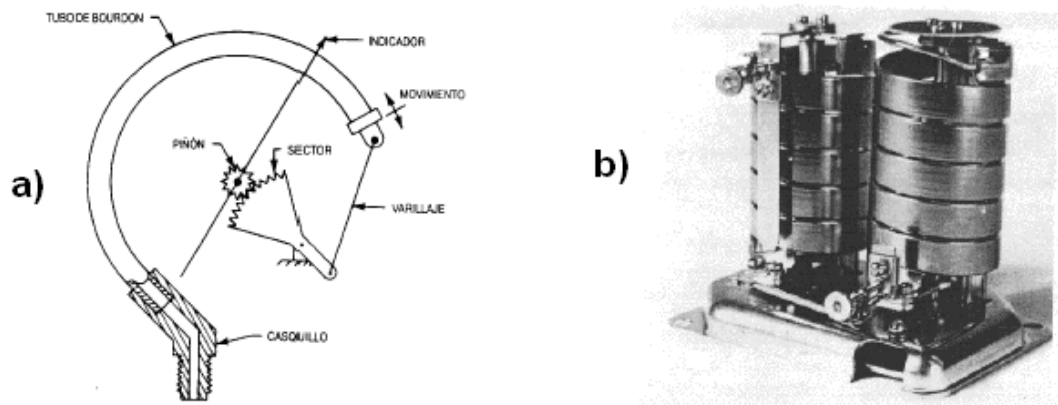 TUBO DE BOURDON
INDICADOR
MOVIMIENTO
PIÑÓN
SECTOR
a)
VARILLAJE
CASQUILLO
b)